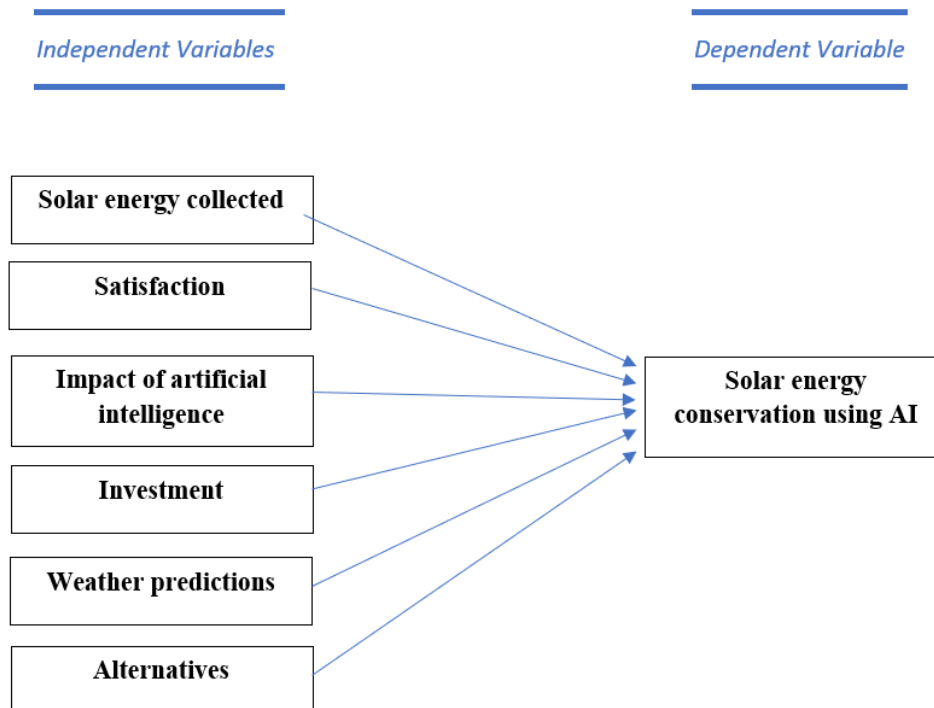 Independent Variables
Dependent Variable
Solar energy collected
Satisfaction
Impact of artificial
intelligence
Investment
Weather predictions
Alternatives
Solar energy
conservation using AI